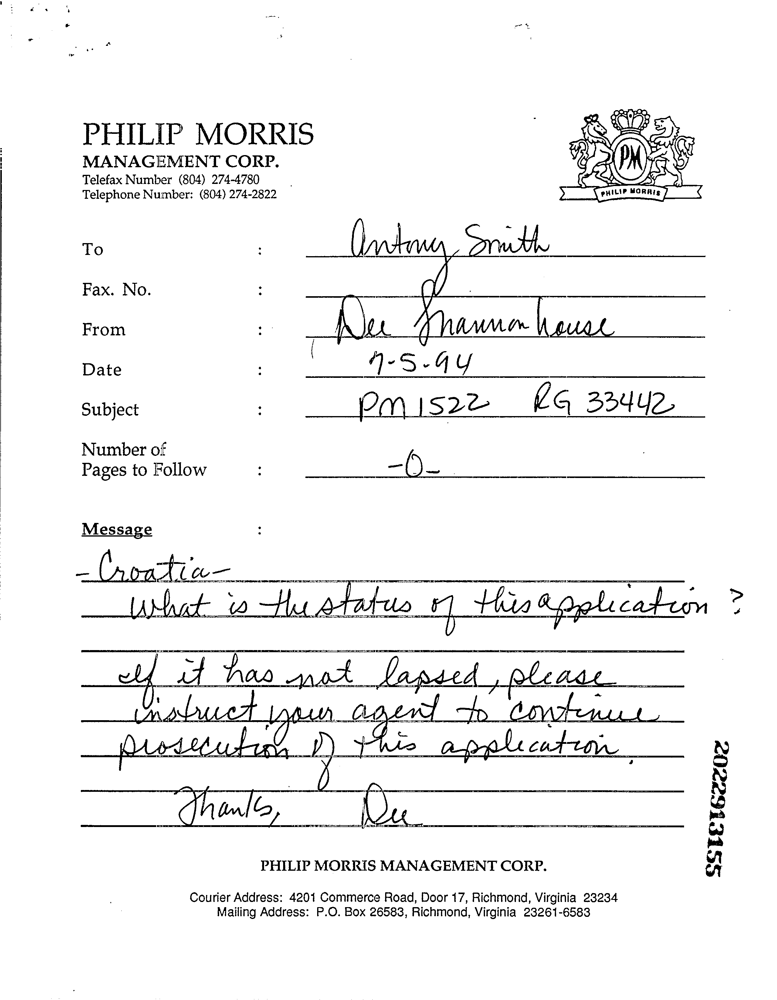 PHILIP MORRIS
MANAGEMENT CORP.
Telefax Number (804) 274-4780
Telephone Number: (804) 274-2822
PM
PHILIP MORRIS
To : Antony Smith
Fax. No. :
From : Dee Shannonhouse
Date : 7-5-94
Subject : PM 1522 RG 33442
Number of
Pages to Follow : -0-
Message :
- Croatia -
What is the status of this application?
If it has not lapsed, please
instruct your agent to continue
prosecution of this application.
Thanks, Dee
2022913155
PHILIP MORRIS MANAGEMENT CORP.
Courier Address: 4201 Commerce Road, Door 17, Richmond, Virginia 23234
Mailing Address: P.O. Box 26583, Richmond, Virginia 23261-6583